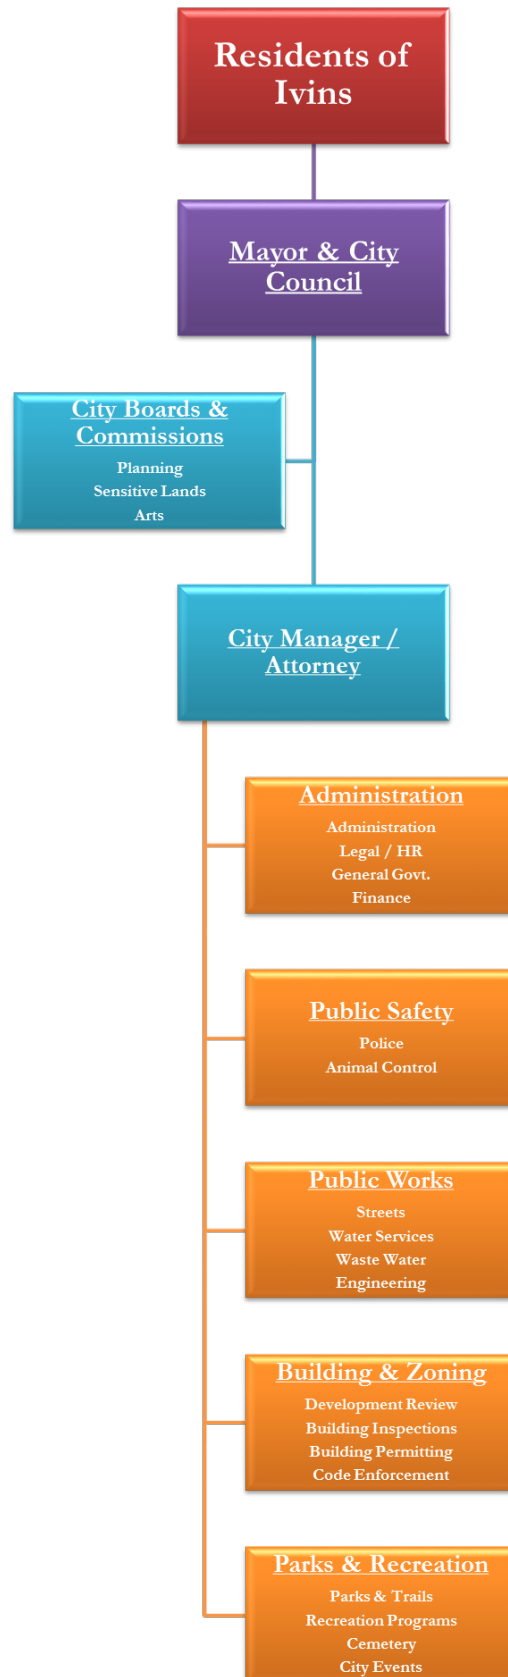 Residents of
Ivins
Mayor & City
Council
City Boards &
Commissions
Planning
Sensitive Lands
Arts
City Manager /
Attorney
Administration
Administration
Legal / HR
General Govt.
Finance
Public Safety
Police
Animal Control
Public Works
Streets
Water Services
Waste Water
Engineering
Building & Zoning
Development Review
Building Inspections
Building Permitting
Code Enforcement
Parks & Recreation
Parks & Trails
Recreation Programs
Cemetery
City Events